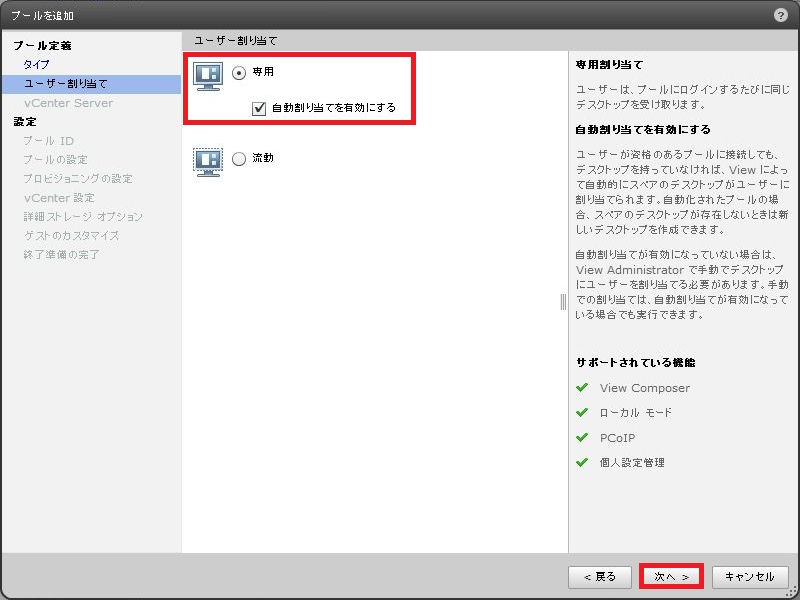 プールを追加
?
プール定義
タイプ
ユーザー割り当て
vCenter Server
設定
プール ID
プールの設定
プロビジョニングの設定
vCenter 設定
詳細ストレージ オプション
ゲストのカスタマイズ
終了準備の完了
ユーザー割り当て
専用
自動割り当てを有効にする
流動
専用割り当て
ユーザーは、プールにログインするたびに同じ
デスクトップを受け取ります。
自動割り当てを有効にする
ユーザーが資格のあるプールに接続しても、
デスクトップを持っていなければ、View によっ
て自動的にスペアのデスクトップがユーザーに
割り当てられます。自動化されたプールの場
合、スペアのデスクトップが存在しないときは新
しいデスクトップを作成できます。
自動割り当てが有効になっていない場合は、
View Administrator で手動でデスクトップ
にユーザーを割り当てる必要があります。手動
での割り当ては、自動割り当てが有効になって
いる場合でも実行できます。
サポートされている機能
View Composer
ローカル モード
PCoIP
個人設定管理
< 戻る
次へ >
キャンセル